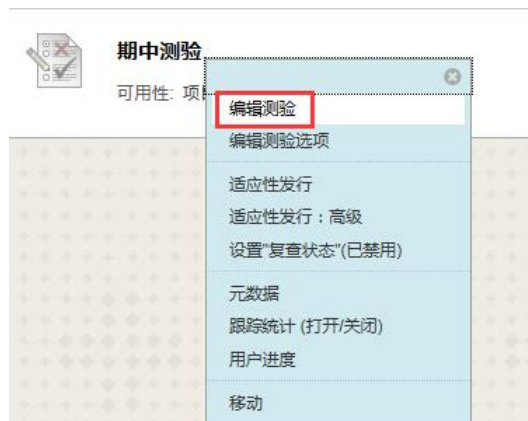 期中测验
可用性: 项
编辑测验
编辑测验选项
适应性发行
适应性发行：高级
设置"复查状态"(已禁用)
元数据
跟踪统计 (打开/关闭)
用户进度
移动